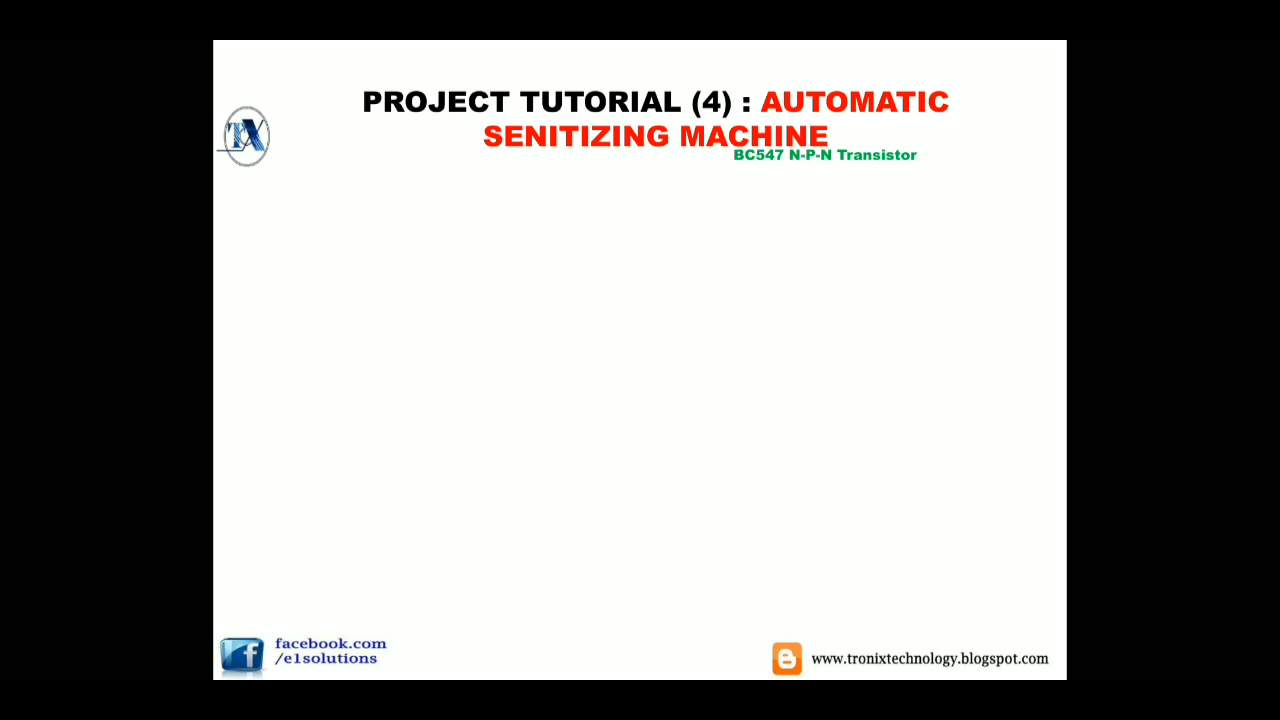 PROJECT TUTORIAL (4) : AUTOMATIC
SENITIZING MACHINE
BC547 N-P-N Transistor
facebook.com
/e1solutions
www.tronixtechnology.blogspot.com